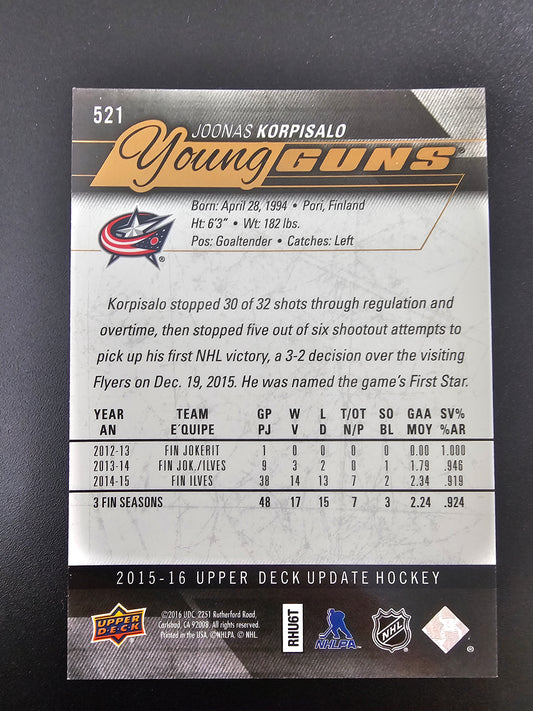 521
JOONAS KORPISALO
Young GUNS
Born: April 28, 1994 • Pori, Finland
Ht: 6'3" • Wt: 182 lbs.
Pos: Goaltender • Catches: Left
Korpisalo stopped 30 of 32 shots through regulation and
overtime, then stopped five out of six shootout attempts to
pick up his first NHL victory, a 3-2 decision over the visiting
Flyers on Dec. 19, 2015. He was named the game's First Star.
YEAR TEAM GP W L T/OT SO GAA SV%
AN E´QUIPE PJ V D N/P BL MOY %AR
2012-13 FIN JOKERIT 1 0 0 0 0 0.00 1.000
2013-14 FIN JOK./ILVES 9 3 2 0 1 1.79 .946
2014-15 FIN ILVES 38 14 13 7 2 2.34 .919
3 FIN SEASONS 48 17 15 7 3 2.24 .924
2015-16 UPPER DECK UPDATE HOCKEY
UPPER DECK
©2016 UDC. 2251 Rutherford Road,
Carlsbad, CA 92008. All Rights Reserved.
Printed in the USA. ©NHLPA. © NHL.
RHU6T
NHLPA
NHL
®